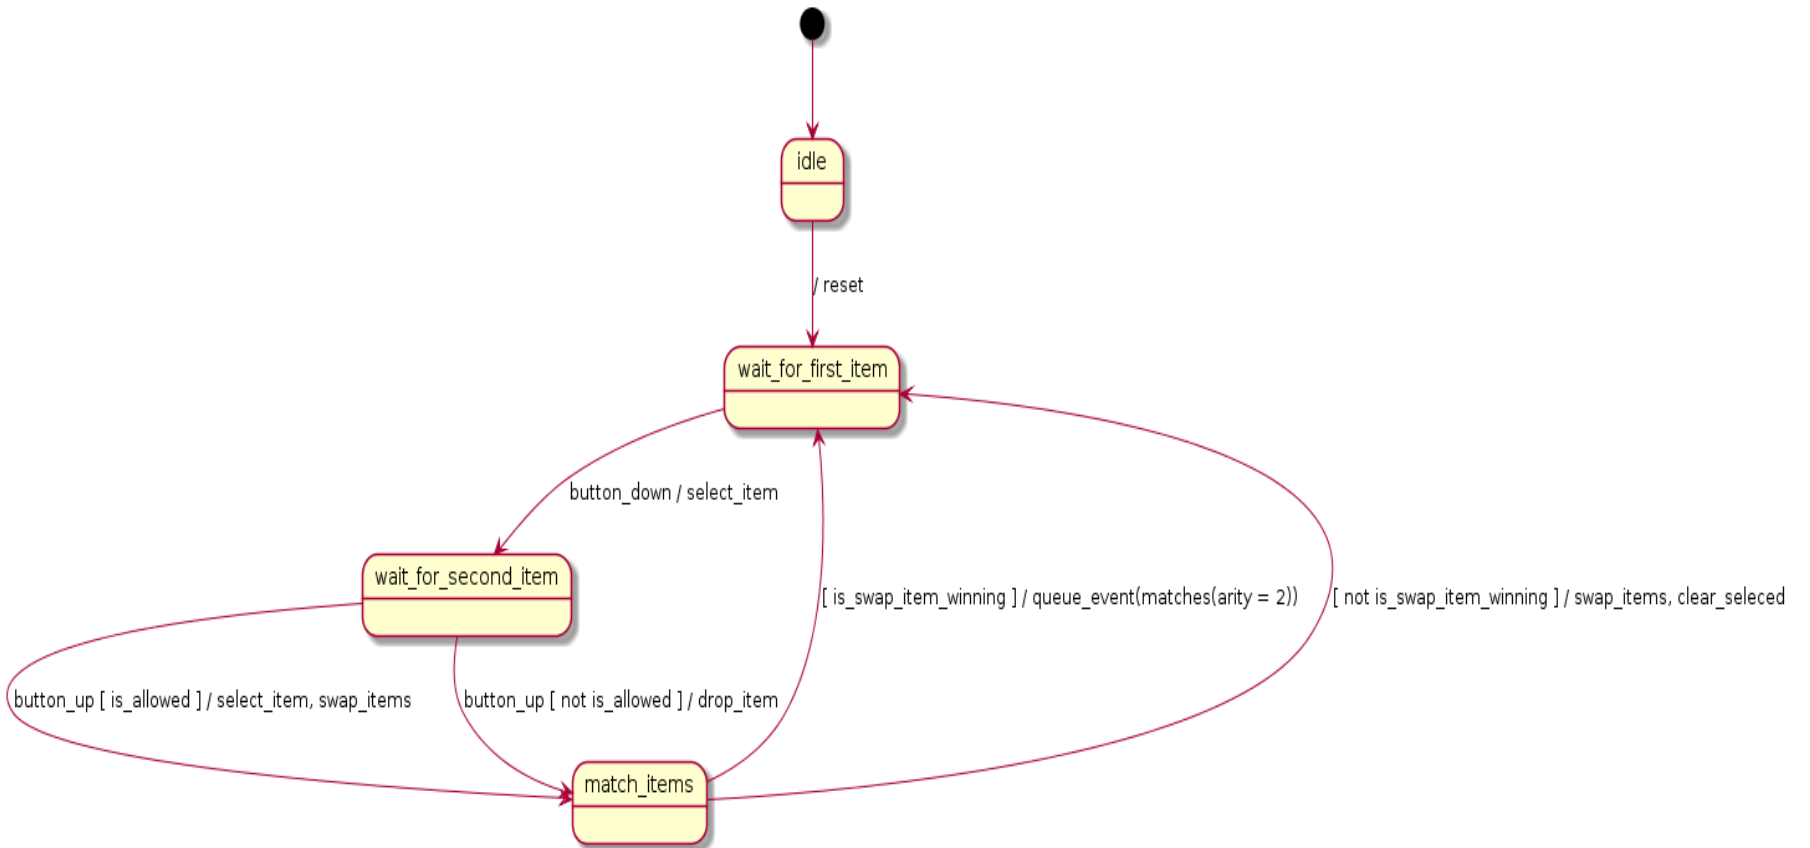 idle
/ reset
wait_for_first_item
button_down / select_item
wait_for_second_item
[ is_swap_item_winning ] / queue_event(matches(arity = 2))
[ not is_swap_item_winning ] / swap_items, clear_seleced
button_up [ is_allowed ] / select_item, swap_items
button_up [ not is_allowed ] / drop_item
match_items